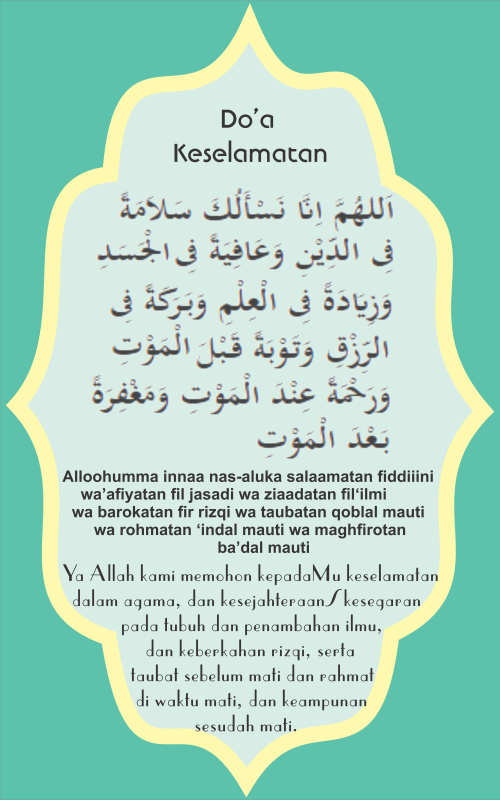 Do'a
Keselamatan
اَللهُمَّ اِنَّا نَسْأَلُكَ سَلاَمَةً
فِى الدِّيْنِ وَعَافِيَةً فِى الْجَسَدِ
وَزِيَادَةً فِى الْعِلْمِ وَبَرَكَةً فِى
الرِّزْقِ وَتَوْبَةً قَبْلَ الْمَوْتِ
وَرَحْمَةً عِنْدَ الْمَوْتِ وَمَغْفِرَةً
بَعْدَ الْمَوْتِ
Alloohumma innaa nas-aluka salaamatan fiddiiini
wa'afiyatan fil jasadi wa ziaadatan fil'ilmi
wa barokatan fir rizqi wa taubatan qoblal mauti
wa rohmatan 'indal mauti wa maghfirotan
ba'dal mauti
Ya Allah kami memohon kepadaMu keselamatan
dalam agama, dan kesejahteraan/kesegaran
pada tubuh dan penambahan ilmu,
dan keberkahan rizqi, serta
taubat sebelum mati dan rahmat
di waktu mati, dan keampunan
sesudah mati.